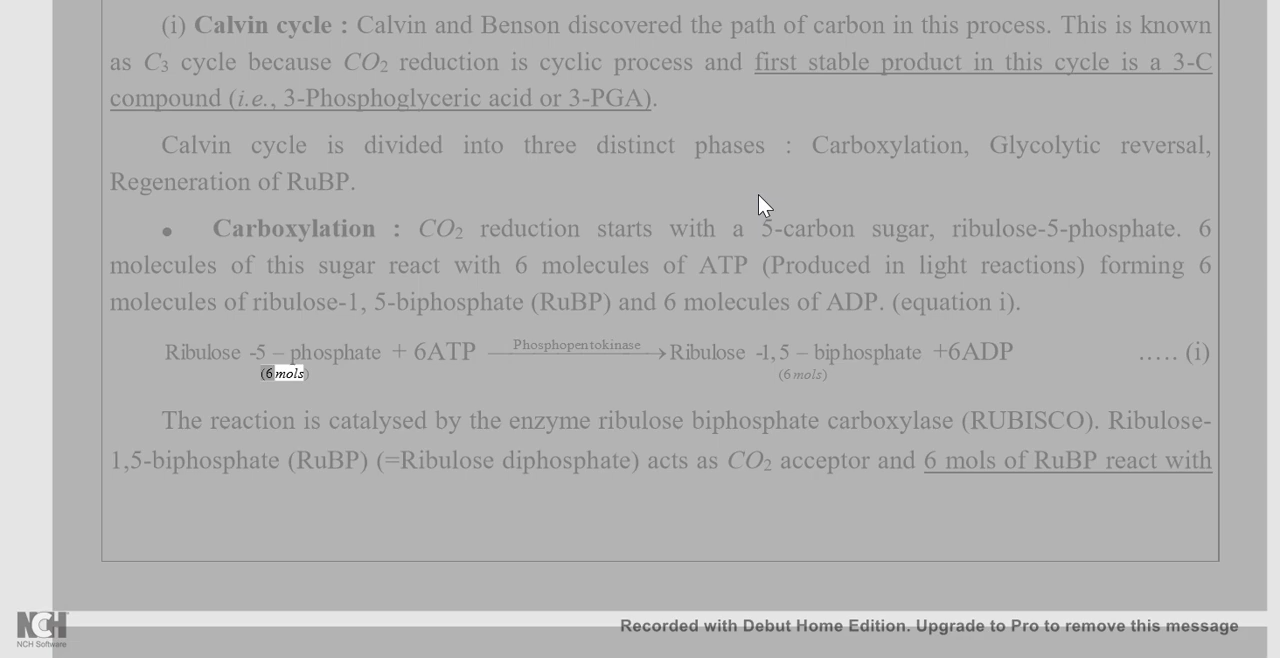 (i) Calvin cycle : Calvin and Benson discovered the path of carbon in this process. This is known
as C3 cycle because CO2 reduction is cyclic process and first stable product in this cycle is a 3-C
compound (i.e., 3-Phosphoglyceric acid or 3-PGA).
Calvin cycle is divided into three distinct phases : Carboxylation, Glycolytic reversal,
Regeneration of RuBP.
• Carboxylation : CO2 reduction starts with a 5-carbon sugar, ribulose-5-phosphate. 6
molecules of this sugar react with 6 molecules of ATP (Produced in light reactions) forming 6
molecules of ribulose-1, 5-biphosphate (RuBP) and 6 molecules of ADP. (equation i).
Phosphopentokinase
Ribulose -5 – phosphate + 6ATP ⟶ Ribulose -1, 5 – biphosphate +6ADP ..... (i)
(6 mols) (6 mols)
The reaction is catalysed by the enzyme ribulose biphosphate carboxylase (RUBISCO). Ribulose-
1,5-biphosphate (RuBP) (=Ribulose diphosphate) acts as CO2 acceptor and 6 mols of RuBP react with
NCH
NCH Software
Recorded with Debut Home Edition. Upgrade to Pro to remove this message